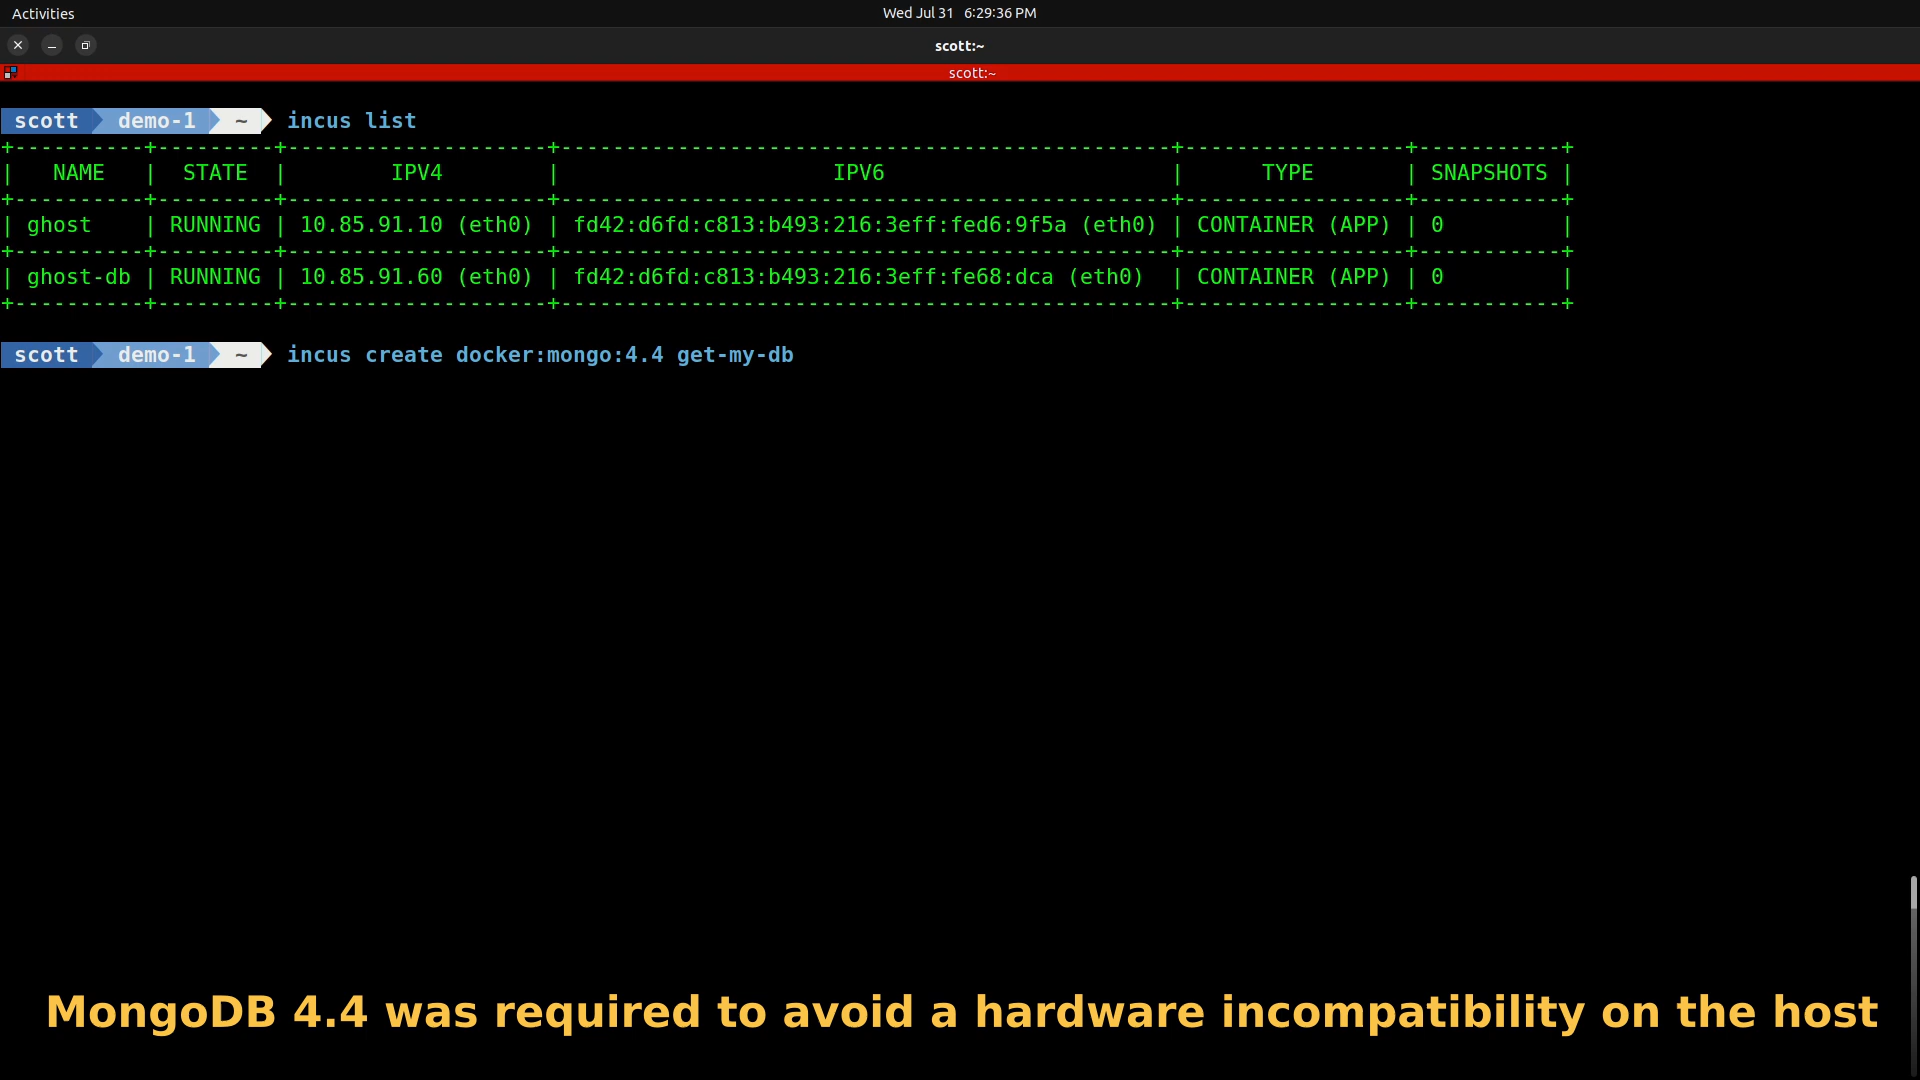 Activities
Wed Jul 31 6:29:36 PM
scott:~
scott:~
scott demo-1 ~ incus list
+----------+---------+--------------------+-----------------------------------------------+-----------------+-----------+
|   NAME   |  STATE  |        IPV4        |                     IPV6                      |      TYPE       | SNAPSHOTS |
+----------+---------+--------------------+-----------------------------------------------+-----------------+-----------+
| ghost    | RUNNING | 10.85.91.10 (eth0) | fd42:d6fd:c813:b493:216:3eff:fed6:9f5a (eth0) | CONTAINER (APP) | 0         |
+----------+---------+--------------------+-----------------------------------------------+-----------------+-----------+
| ghost-db | RUNNING | 10.85.91.60 (eth0) | fd42:d6fd:c813:b493:216:3eff:fe68:dca (eth0)  | CONTAINER (APP) | 0         |
+----------+---------+--------------------+-----------------------------------------------+-----------------+-----------+
scott demo-1 ~ incus create docker:mongo:4.4 get-my-db
MongoDB 4.4 was required to avoid a hardware incompatibility on the host